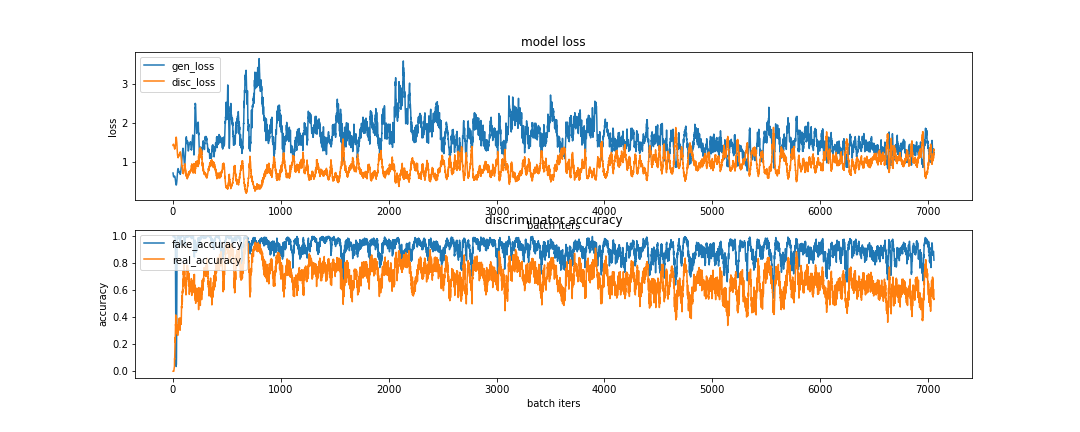 model loss
gen_loss
disc_loss
3
2
1
loss
0 1000 2000 3000 4000 5000 6000 7000
batch iters
discriminator accuracy
fake_accuracy
real_accuracy
1.0
0.8
0.6
0.4
0.2
0.0
accuracy
0 1000 2000 3000 4000 5000 6000 7000
batch iters